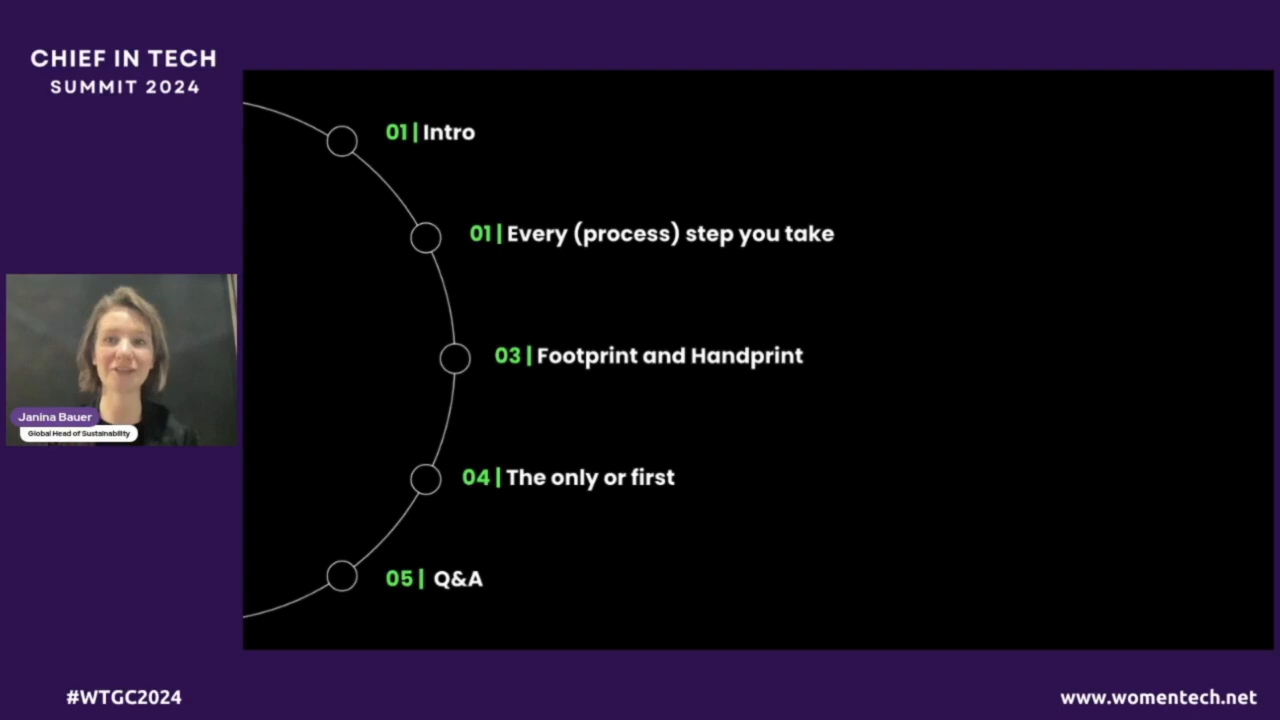 CHIEF IN TECH
SUMMIT 2024
01 | Intro
01 | Every (process) step you take
03 | Footprint and Handprint
04 | The only or first
05 | Q&A
Janina Bauer
Global Head of Sustainability
#WTGC2024
www.womentech.net